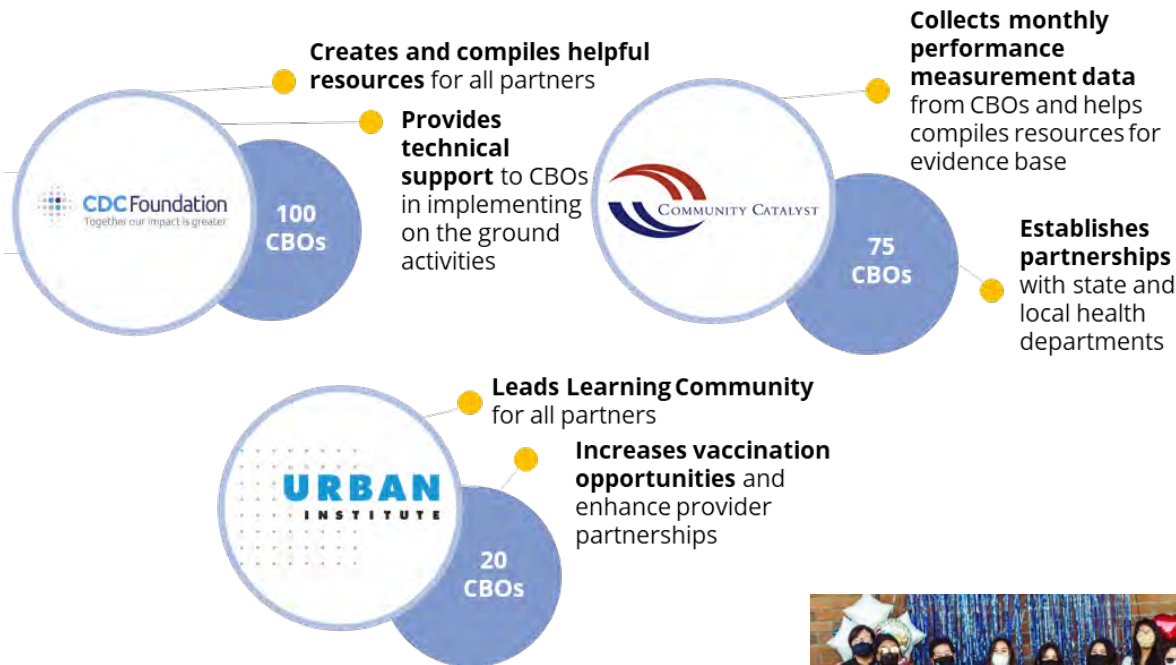 Creates and compiles helpful
resources for all partners
Provides
technical
support to CBOs
in implementing
on the ground
activities
CDC Foundation
Together our impact is greater
100
CBOs
Collects monthly
performance
measurement data
from CBOs and helps
compiles resources for
evidence base
COMMUNITY CATALYST
75
CBOs
Establishes
partnerships
with state and
local health
departments
Leads Learning Community
for all partners
Increases vaccination
opportunities and
enhance provider
partnerships
URBAN
INSTITUTE
20
CBOs